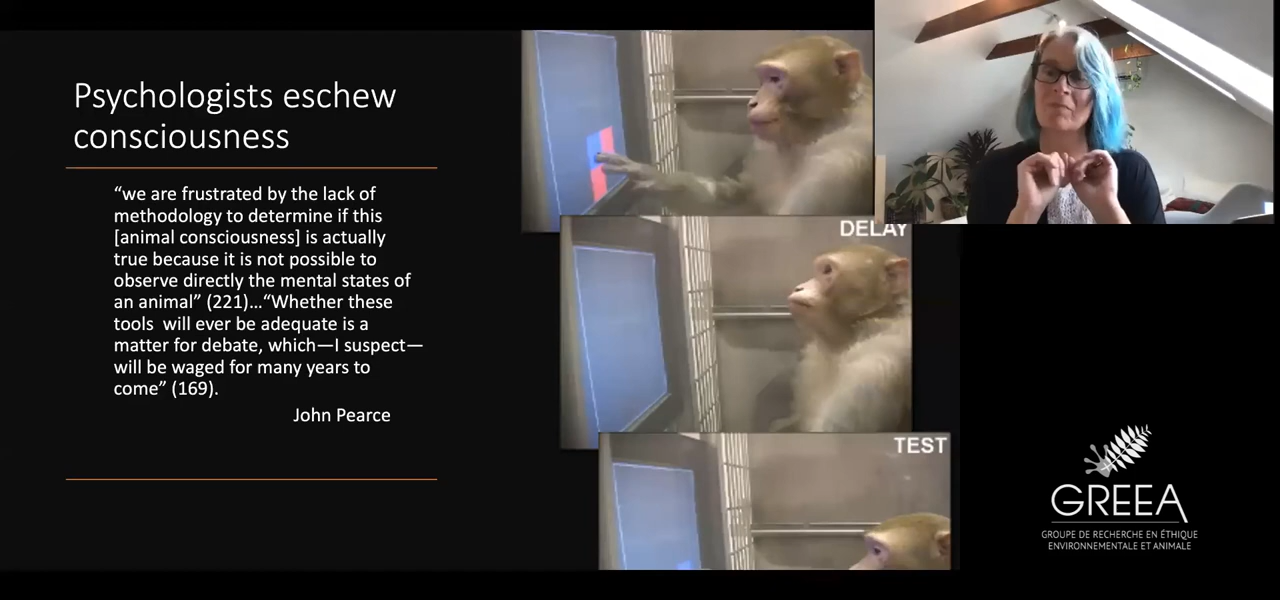 Psychologists eschew
consciousness
“we are frustrated by the lack of
methodology to determine if this
[animal consciousness] is actually
true because it is not possible to
observe directly the mental states of
an animal” (221)…“Whether these
tools  will ever be adequate is a
matter for debate, which—I suspect—
will be waged for many years to
come” (169).
John Pearce
DELAY
TEST
GREEA
GROUPE DE RECHERCHE EN ÉTHIQUE
ENVIRONNEMENTALE ET ANIMALE